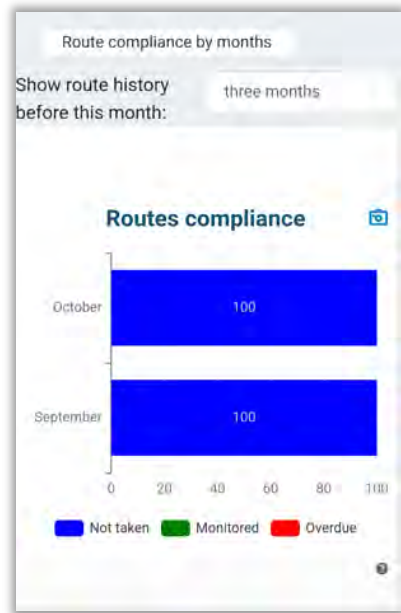 Route compliance by months
Show route history
before this month:
three months
Routes compliance
October
100
September
100
0 20 40 60 80 100
Not taken Monitored Overdue